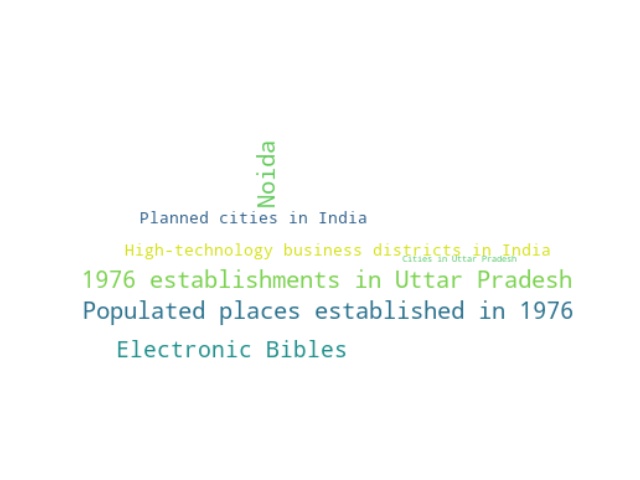 Noida
Planned cities in India
High-technology business districts in India
Cities in Uttar Pradesh
1976 establishments in Uttar Pradesh
Populated places established in 1976
Electronic Bibles